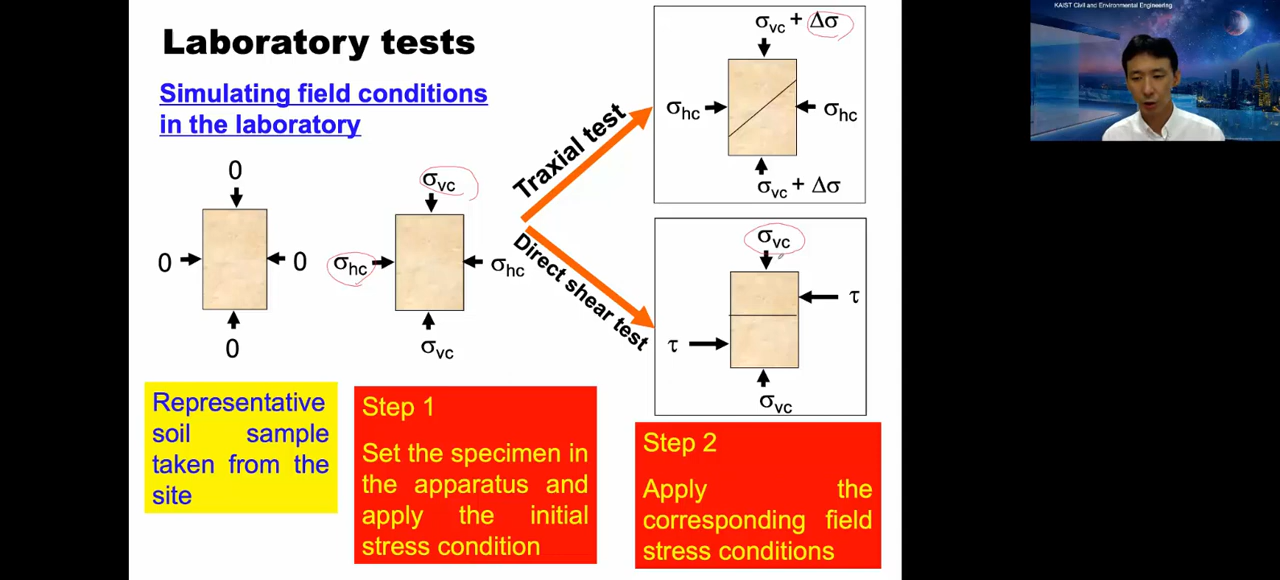 KAIST Civil and Environmental Engineering
Laboratory tests
Simulating field conditions
in the laboratory
0
0
0
0
σvc
σhc
σhc
σvc
Traxial test
Direct shear test
σvc + Δσ
σhc
σhc
σvc + Δσ
σvc
τ
τ
σvc
Representative
soil sample
taken from the
site
Step 1
Set the specimen in
the apparatus and
apply the initial
stress condition
Step 2
Apply the
corresponding field
stress conditions